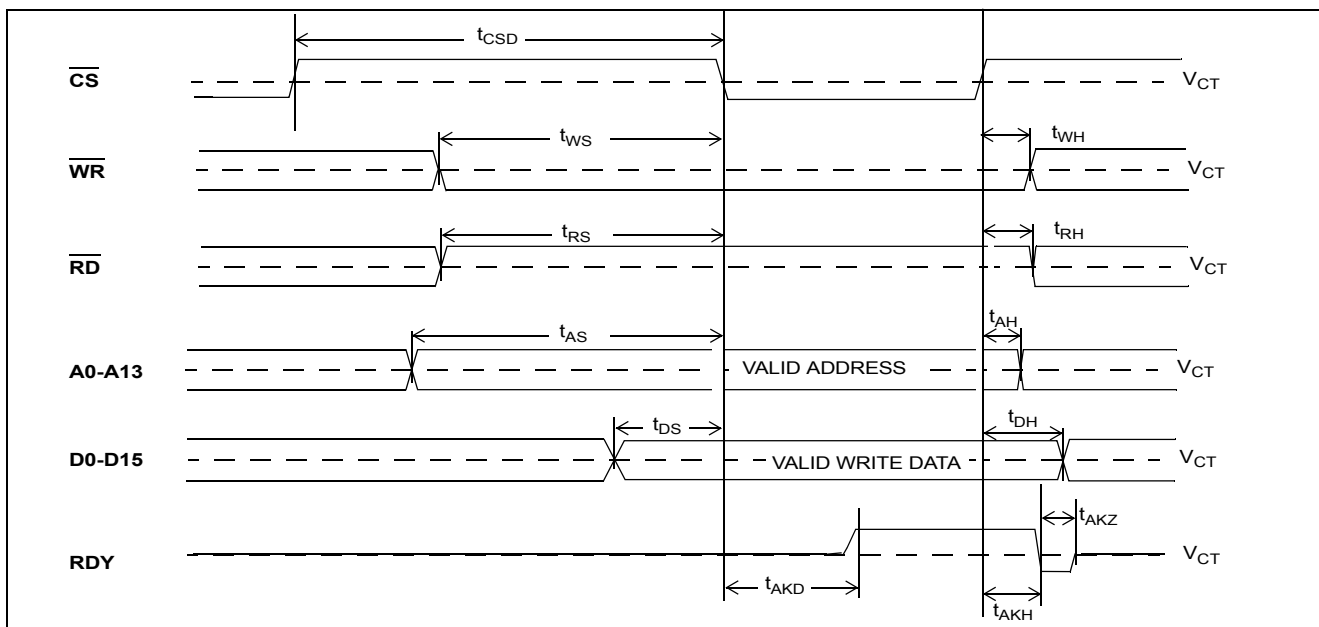 tCSD
CS VCT
tWS tWH
WR VCT
tRS tRH
RD VCT
tAS tAH
A0-A13 VALID ADDRESS VCT
tDS tDH
D0-D15 VALID WRITE DATA VCT
tAKZ
RDY VCT
tAKD
tAKH